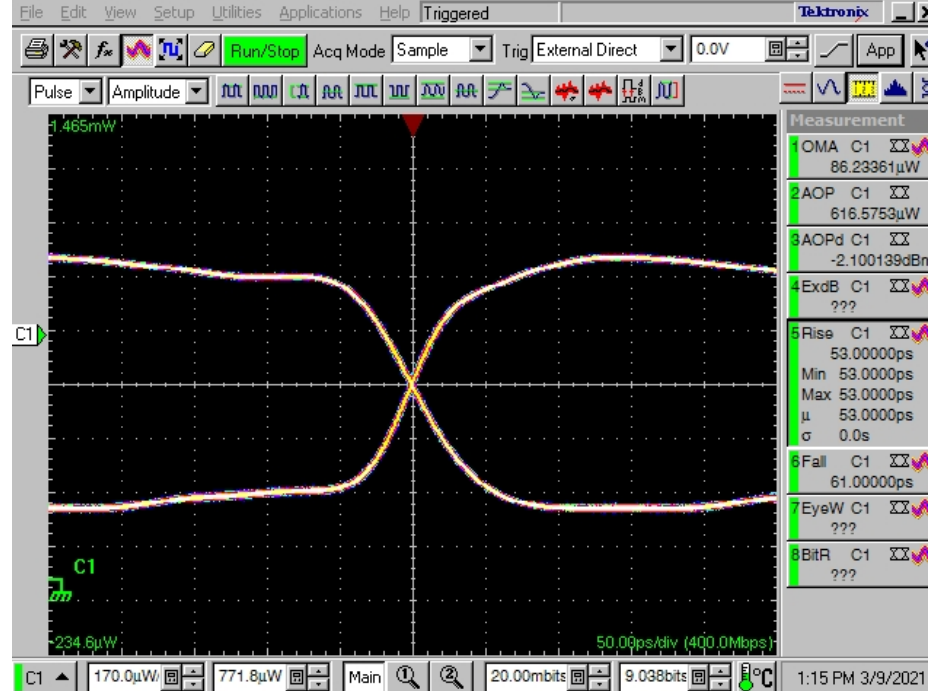 File Edit View Setup Utilities Applications Help Triggered Tektronix
Run/Stop Acq Mode Sample Trig External Direct 0.0V App
Pulse Amplitude
1.465mW
Measurement
1 OMA C1
86.23361µW
2 AOP C1
616.5753µW
3 AOPd C1
-2.100139dBm
4 ExdB C1
???
C1
5 Rise C1
53.00000ps
Min 53.0000ps
Max 53.0000ps
µ 53.0000ps
σ 0.0s
6 Fall C1
61.00000ps
7 EyeW C1
???
8 BitR C1
???
C1
-234.6µW 50.00ps/div (400.0Mbps)
C1 170.0µW/ 771.8µW Main 1 2 20.00mbits 9.038bits °C 1:15 PM 3/9/2021